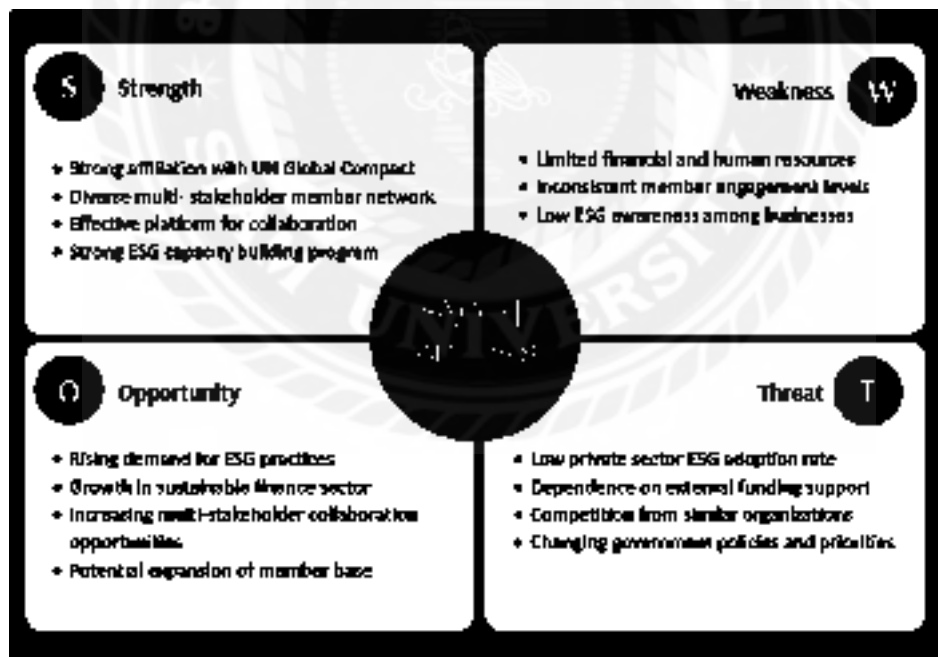 S
Strength
• Strong affiliation with UN Global Compact
• Diverse multi- stakeholder member network
• Effective platform for collaboration
• Strong ESG capacity building program
Weakness
W
• Limited financial and human resources
• Inconsistent member engagement levels
• Low ESG awareness among businesses
O
Opportunity
• Rising demand for ESG practices
• Growth in sustainable finance sector
• Increasing multi-stakeholder collaboration
opportunities
• Potential expansion of member base
Threat
T
• Low private sector ESG adoption rate
• Dependence on external funding support
• Competition from similar organizations
• Changing government policies and priorities
UNIVERSITY